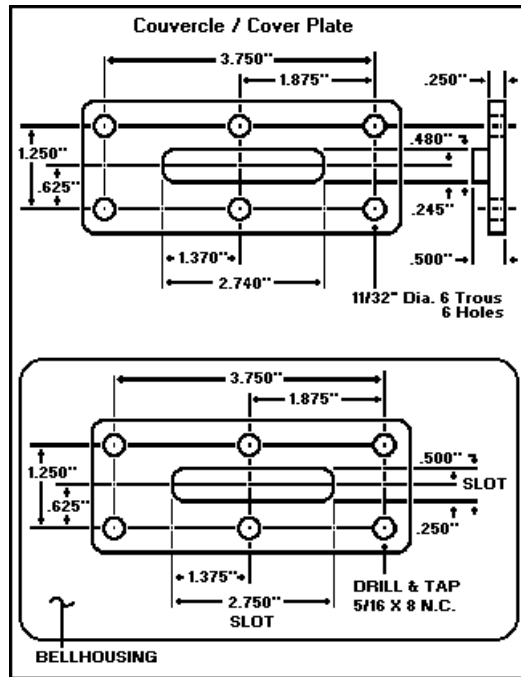 Couvercle / Cover Plate
3.750"
1.875"
.250"
1.250"
.480"
.625"
.245"
1.370"
.500"
2.740"
11/32" Dia. 6 Trous
6 Holes
3.750"
1.875"
1.250"
.500"
SLOT
.625"
.250"
1.375"
DRILL & TAP
2.750"
5/16 X 8 N.C.
SLOT
BELLHOUSING